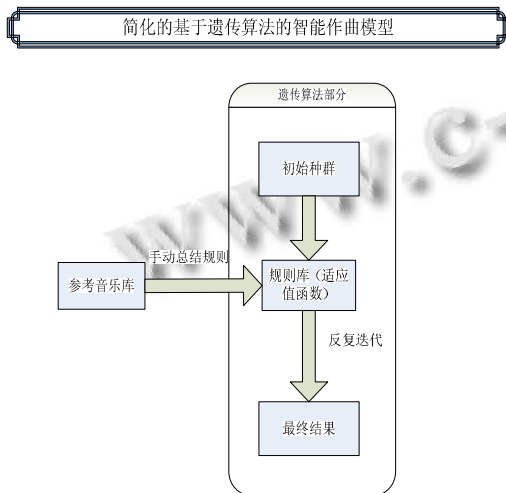 简化的基于遗传算法的智能作曲模型
遗传算法部分
初始种群
手动总结规则
参考音乐库
规则库（适应
值函数）
反复迭代
最终结果
www.c-